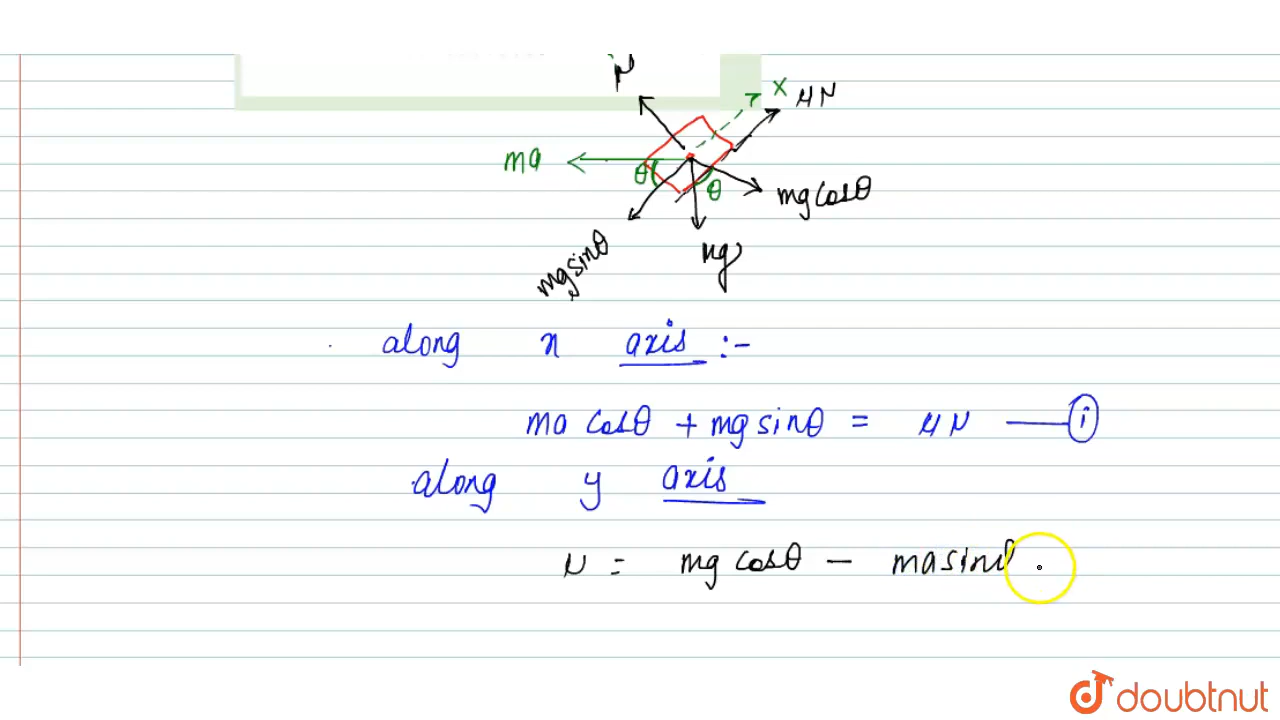 N
X
μN
ma
θ
θ
mg cosθ
mg sinθ
mg
along x axis :-
ma cosθ + mg sinθ = μN —— (i)
along y axis
N = mg cosθ - ma sinθ
doubtnut